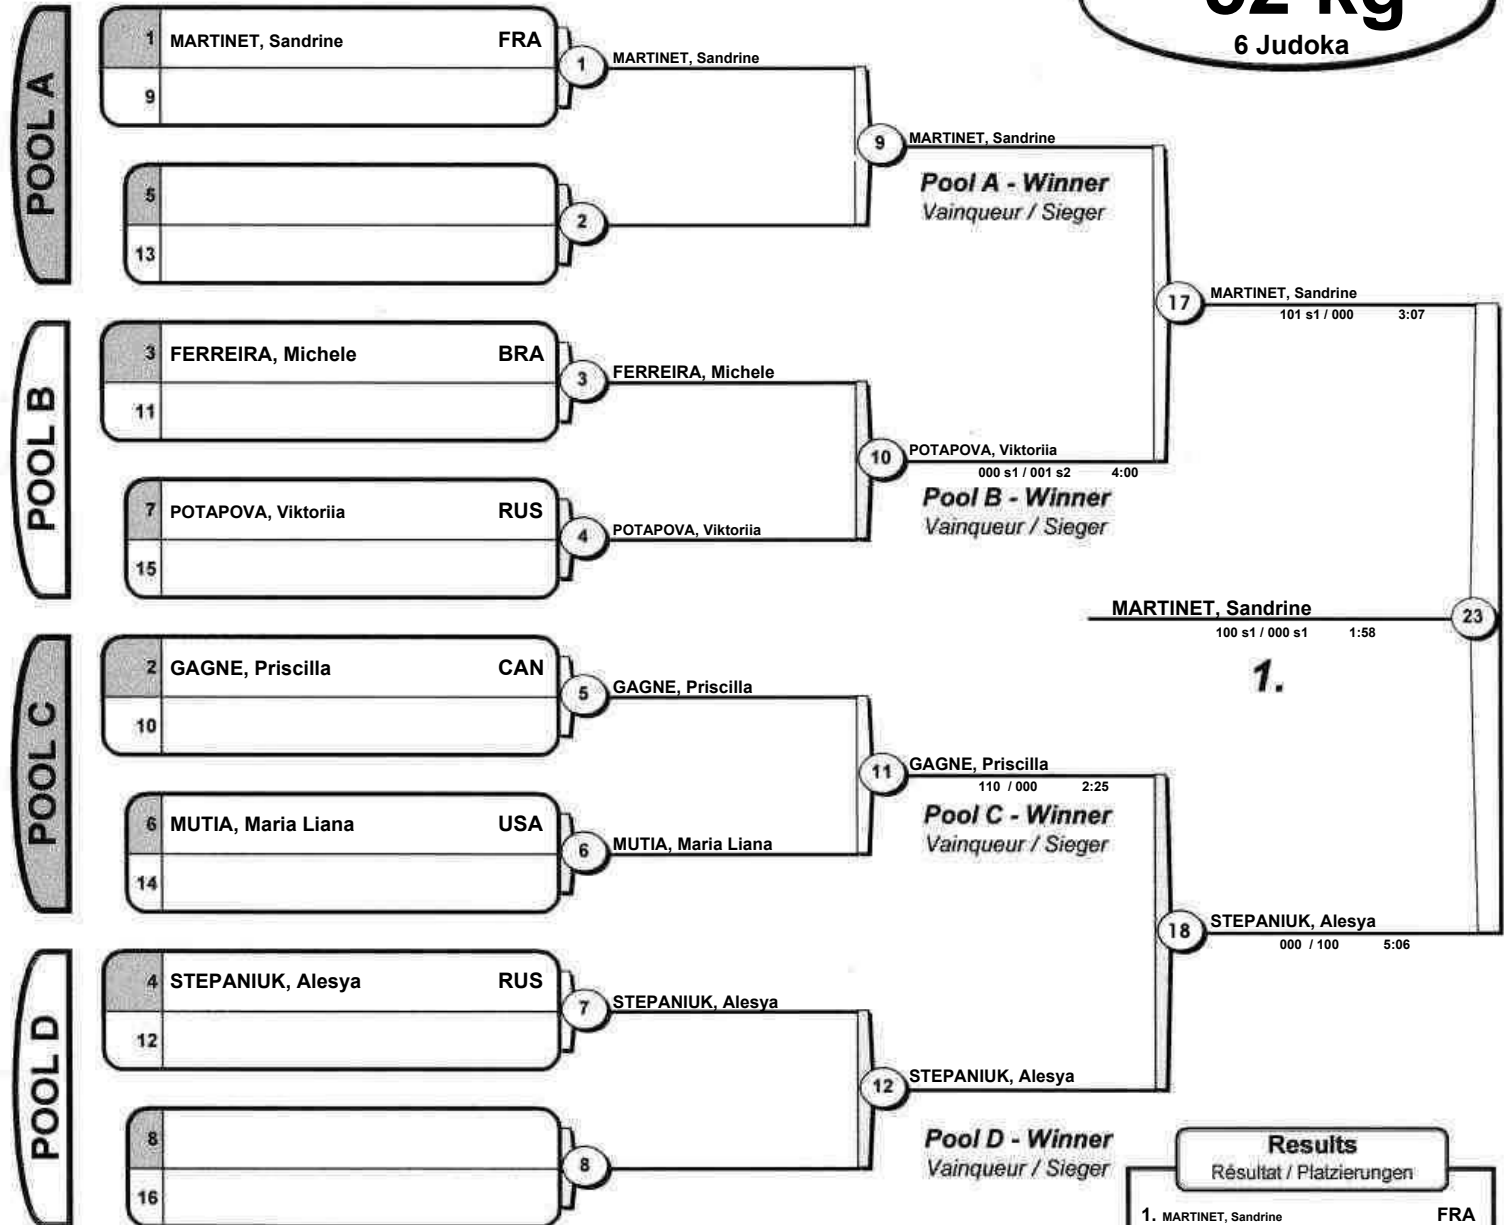 52 kg
6 Judoka
POOL A
1 MARTINET, Sandrine FRA
9
1 MARTINET, Sandrine
5
13
2
9 MARTINET, Sandrine
Pool A - Winner
Vainqueur / Sieger
POOL B
3 FERREIRA, Michele BRA
11
3 FERREIRA, Michele
7 POTAPOVA, Viktoriia RUS
15
4 POTAPOVA, Viktoriia
10 POTAPOVA, Viktoriia
000 s1 / 001 s2 4:00
Pool B - Winner
Vainqueur / Sieger
17 MARTINET, Sandrine
101 s1 / 000 3:07
MARTINET, Sandrine 23
100 s1 / 000 s1 1:58
1.
POOL C
2 GAGNE, Priscilla CAN
10
5 GAGNE, Priscilla
6 MUTIA, Maria Liana USA
14
6 MUTIA, Maria Liana
11 GAGNE, Priscilla
110 / 000 2:25
Pool C - Winner
Vainqueur / Sieger
18 STEPANIUK, Alesya
000 / 100 5:06
POOL D
4 STEPANIUK, Alesya RUS
12
7 STEPANIUK, Alesya
8
16
8
12 STEPANIUK, Alesya
Pool D - Winner
Vainqueur / Sieger
Results
Résultat / Platzierungen
1. MARTINET, Sandrine FRA